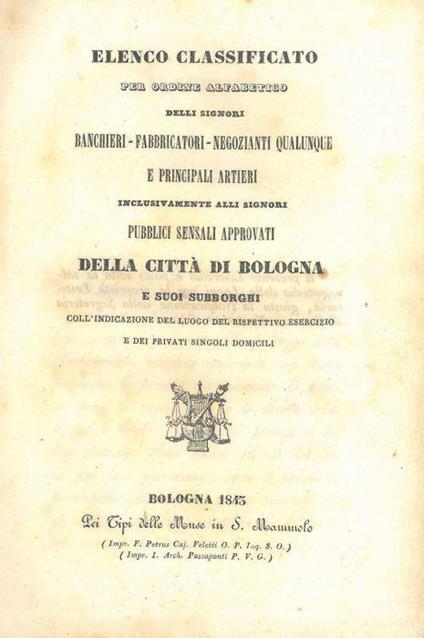 ELENCO CLASSIFICATO
PER ORDINE ALFABETICO
DELLI SIGNORI
BANCHIERI - FABBRICATORI - NEGOZIANTI QUALUNQUE
E PRINCIPALI ARTIERI
INCLUSIVAMENTE ALLI SIGNORI
PUBBLICI SENSALI APPROVATI
DELLA CITTÀ DI BOLOGNA
E SUOI SUBBORGHI
COLL'INDICAZIONE DEL LUOGO DEL RISPETTIVO ESERCIZIO
E DEI PRIVATI SINGOLI DOMICILI
BOLOGNA 1843
Pei Tipi delle Muse in S. Mammolo
( Impr. F. Petrus Caj. Feletti O. P. Inq. S. O. )
( Impr. I. Arch. Passaponti P. V. G. )